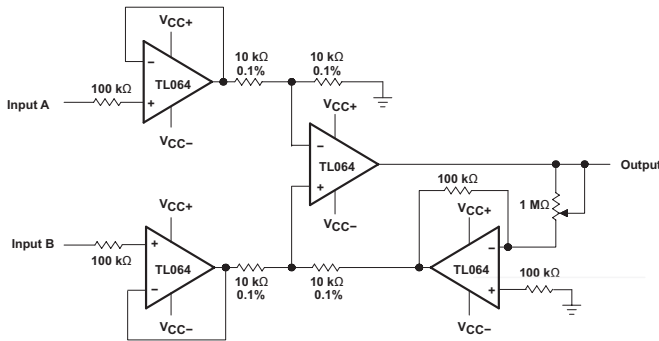 VCC+
10 kΩ
0.1%
10 kΩ
0.1%
−
TL064
+
100 kΩ
Input A
VCC−
VCC+
−
TL064
+
VCC−
Output
100 kΩ
1 MΩ
VCC+
Input B
100 kΩ
+
TL064
−
VCC−
10 kΩ
0.1%
10 kΩ
0.1%
VCC+
−
TL064
+
100 kΩ
VCC−